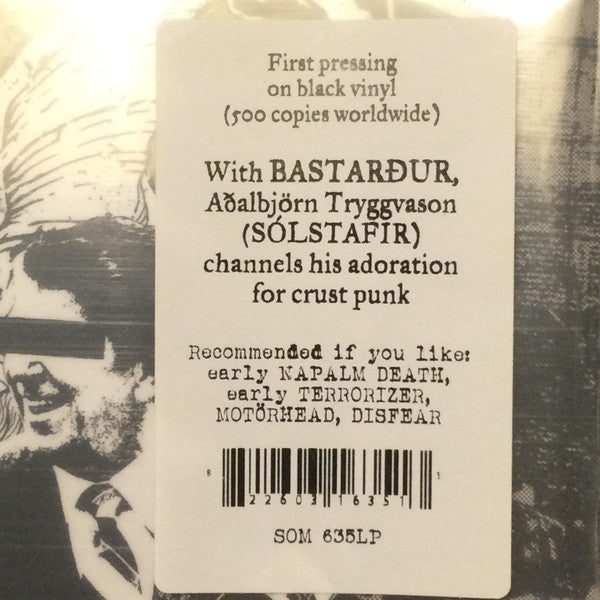 First pressing
on black vinyl
(500 copies worldwide)
With BASTARÐUR,
Aðalbjörn Tryggvason
(SÓLSTAFIR)
channels his adoration
for crust punk
Recommended if you like:
early NAPALM DEATH,
early TERRORIZER,
MOTÖRHEAD, DISFEAR
8 22603 16351 1
SOM 635LP